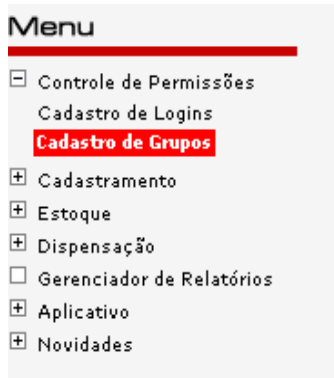 Menu
Controle de Permissões
Cadastro de Logins
Cadastro de Grupos
Cadastramento
Estoque
Dispensação
Gerenciador de Relatórios
Aplicativo
Novidades